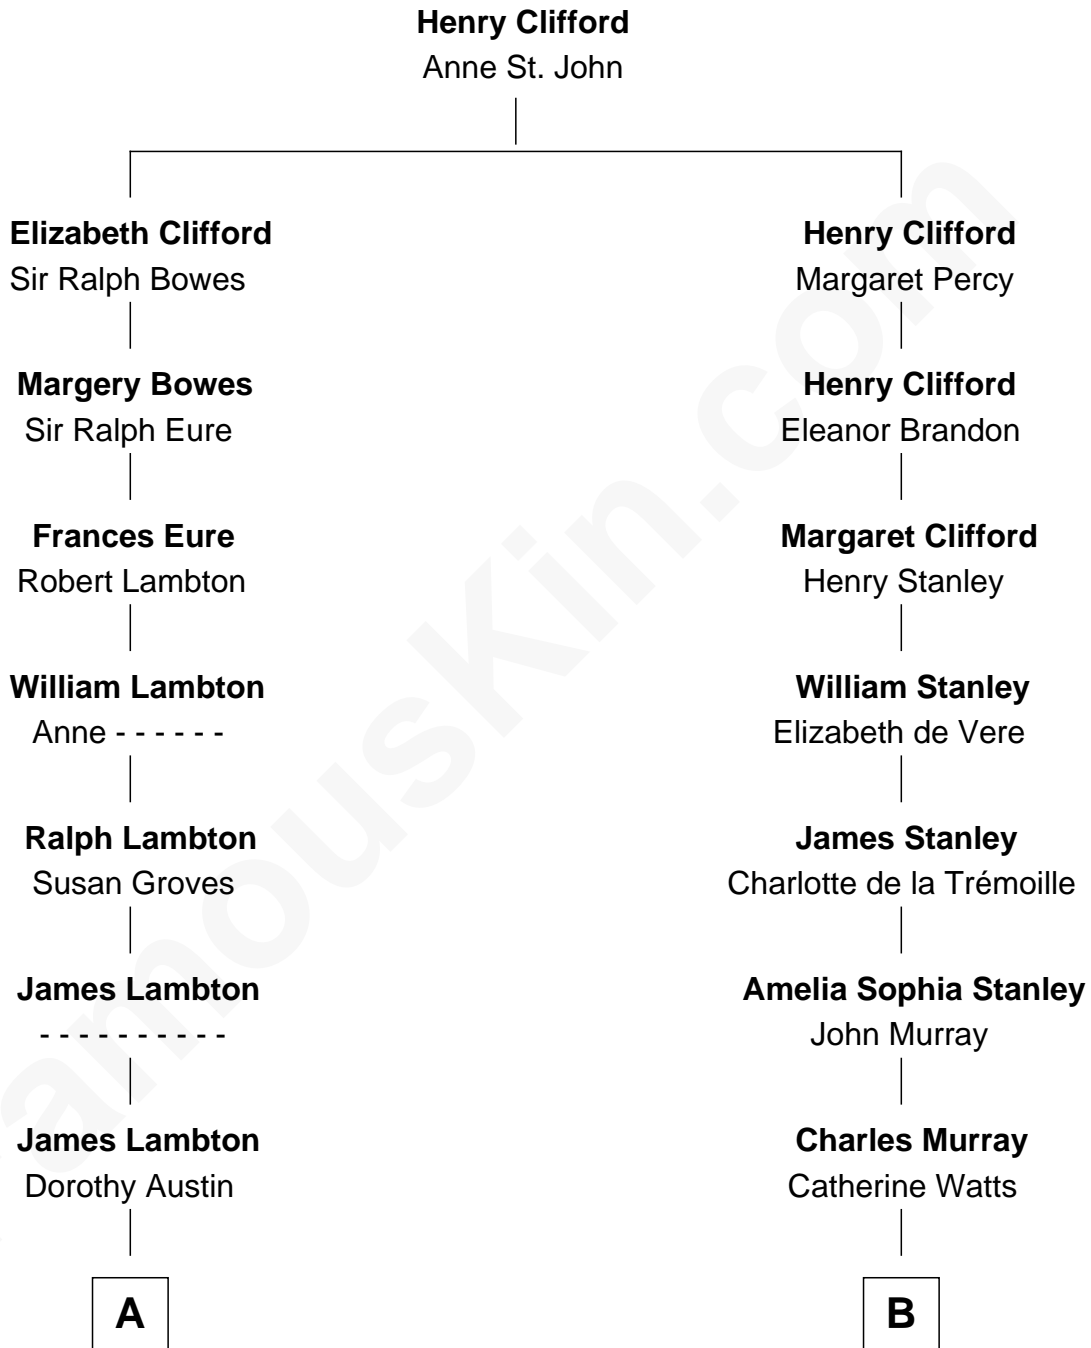 Henry Clifford
Anne St. John
Elizabeth Clifford
Sir Ralph Bowes
Henry Clifford
Margaret Percy
Margery Bowes
Sir Ralph Eure
Henry Clifford
Eleanor Brandon
Frances Eure
Robert Lambton
Margaret Clifford
Henry Stanley
William Lambton
Anne - - - - - -
William Stanley
Elizabeth de Vere
Ralph Lambton
Susan Groves
James Stanley
Charlotte de la Trémoille
James Lambton
- - - - - - - - - -
Amelia Sophia Stanley
John Murray
James Lambton
Dorothy Austin
Charles Murray
Catherine Watts
A
B
famouskin.com